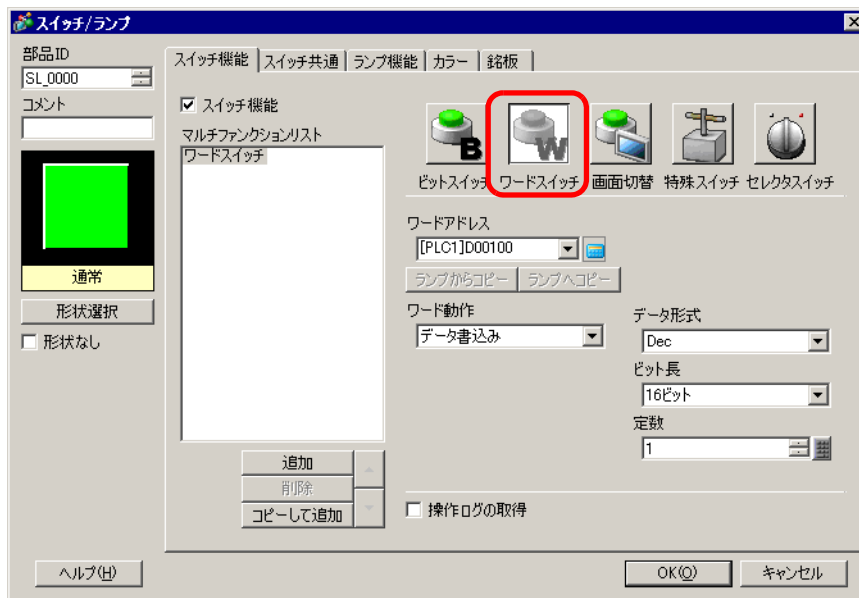 スイッチ/ランプ
部品ID
SL_0000
コメント
通常
形状選択
形状なし
スイッチ機能
スイッチ共通
ランプ機能
カラー
銘板
スイッチ機能
マルチファンクションリスト
ワードスイッチ
追加
削除
コピーして追加
B
W
ビットスイッチ
ワードスイッチ
画面切替
特殊スイッチ
セレクタスイッチ
ワードアドレス
[PLC1]D00100
ランプからコピー
ランプへコピー
ワード動作
データ書込み
データ形式
Dec
ビット長
16ビット
定数
1
操作ログの取得
ヘルプ(H)
OK(O)
キャンセル